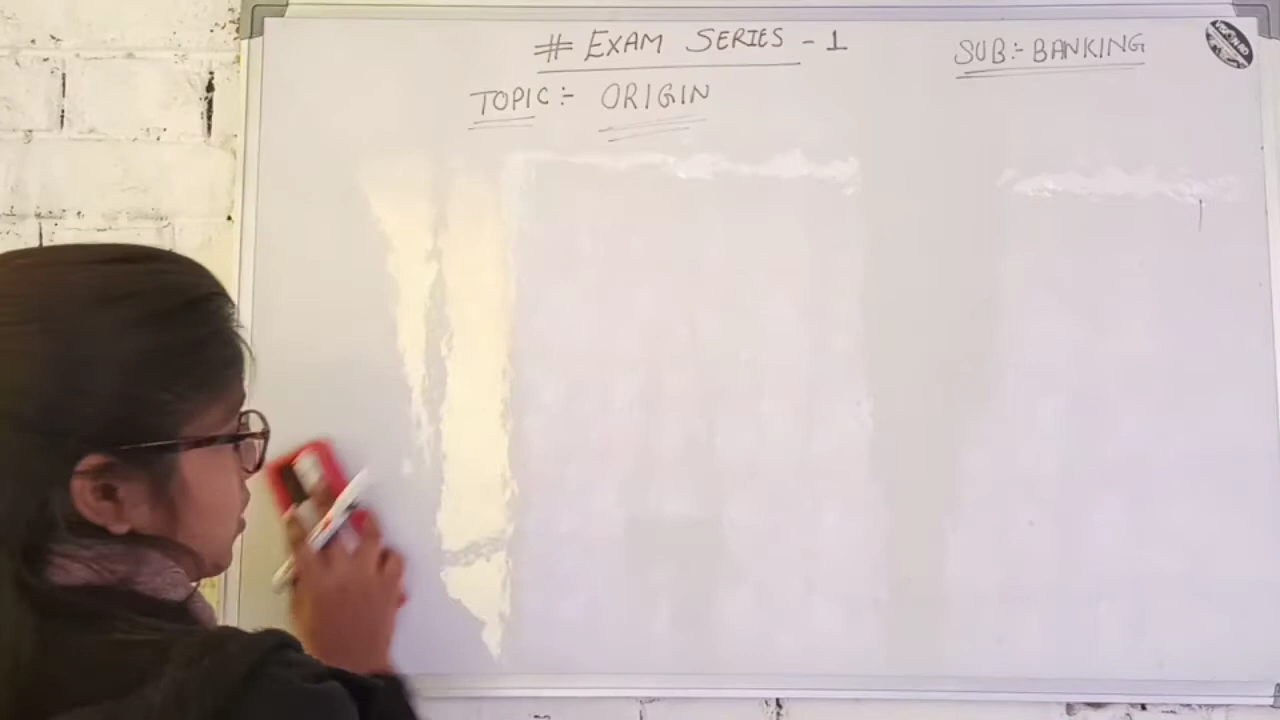 # EXAM SERIES - 1
SUB:- BANKING
TOPIC:- ORIGIN